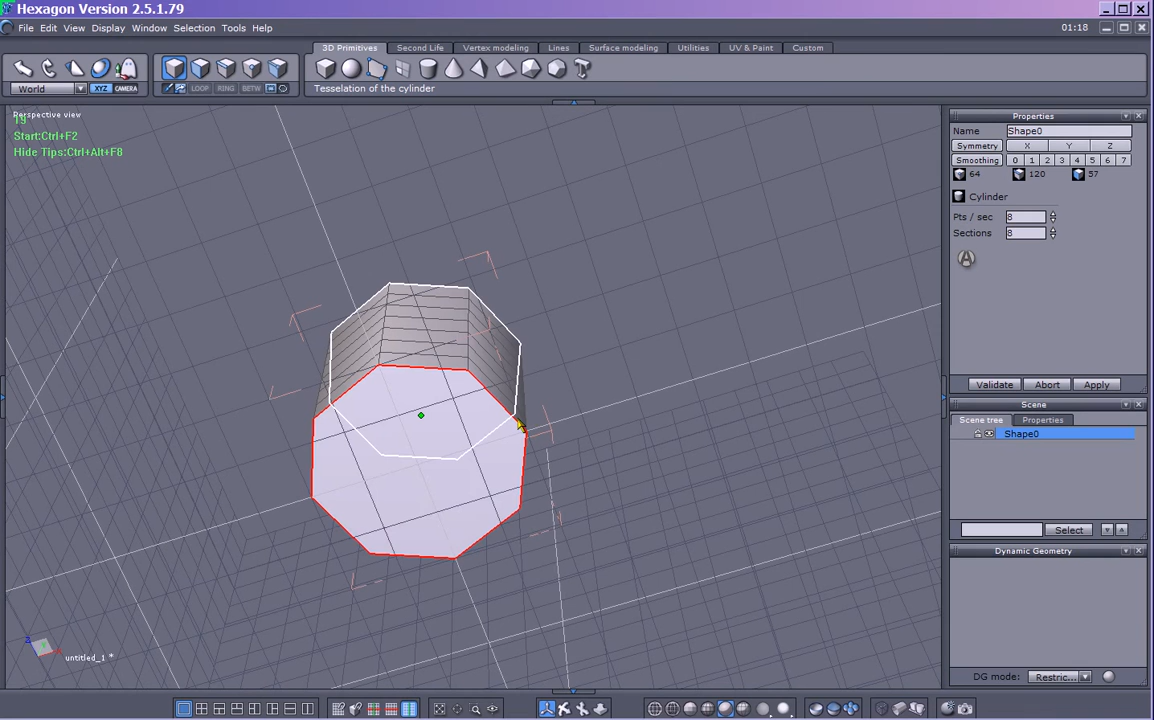 Hexagon Version 2.5.1.79
File Edit View Display Window Selection Tools Help
01:18
3D Primitives Second Life Vertex modeling Lines Surface modeling Utilities UV & Paint Custom
World XYZ CAMERA LOOP RING BETW
Tesselation of the cylinder
Perspective view
Start:Ctrl+F2
Hide Tips:Ctrl+Alt+F8
Properties
Name Shape0
Symmetry X Y Z
Smoothing 0 1 2 3 4 5 6 7
64 120 57
Cylinder
Pts / sec 8
Sections 8
Validate Abort Apply
Scene
Scene tree Properties
Shape0
Select
Dynamic Geometry
DG mode: Restric...
untitled_1 *